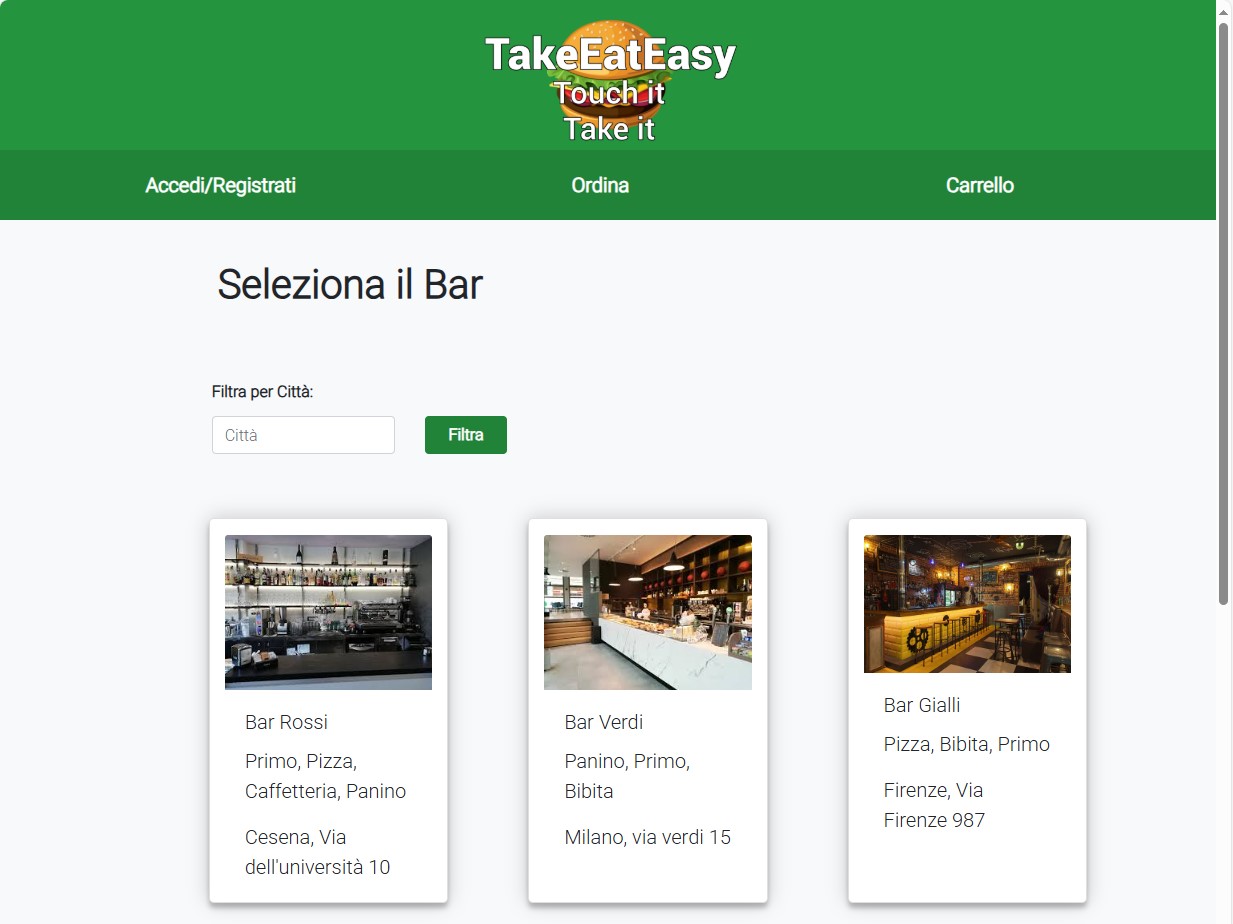 TakeEatEasy
Touch it
Take it
Accedi/Registrati
Ordina
Carrello
Seleziona il Bar
Filtra per Città:
Città
Filtra
Bar Rossi
Primo, Pizza,
Caffetteria, Panino
Cesena, Via
dell'università 10
Bar Verdi
Panino, Primo,
Bibita
Milano, via verdi 15
Bar Gialli
Pizza, Bibita, Primo
Firenze, Via
Firenze 987